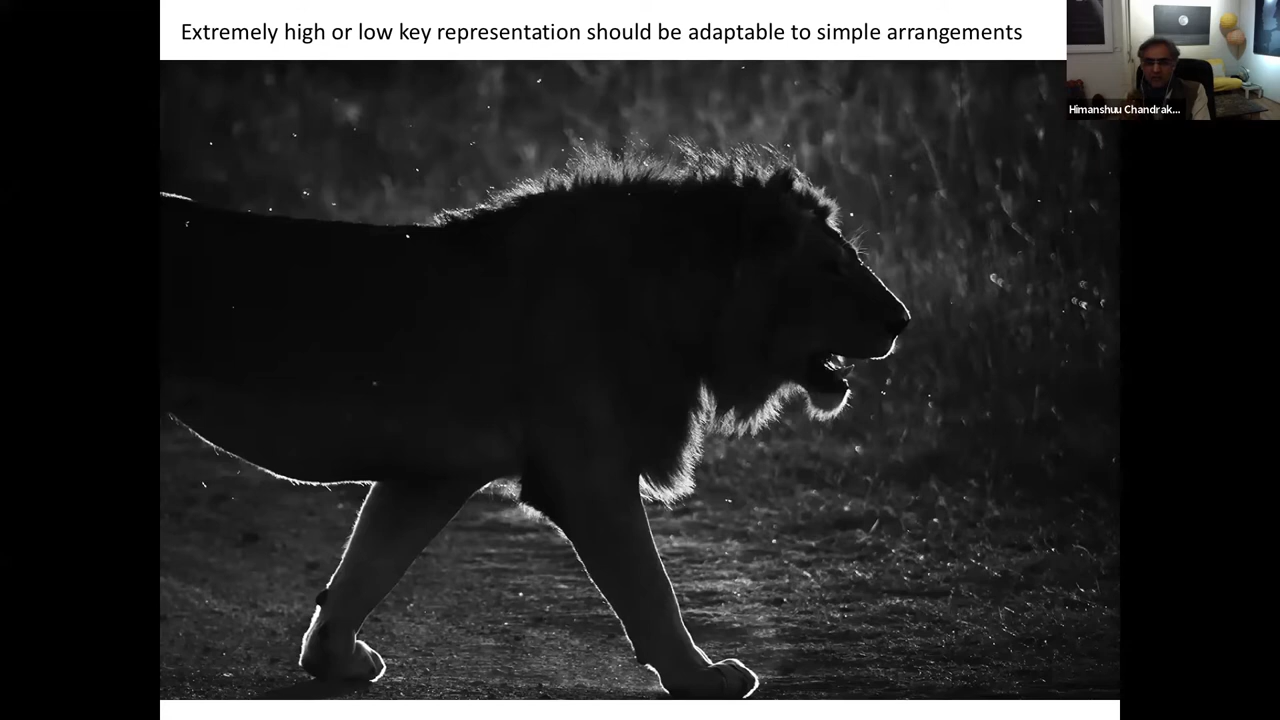 Extremely high or low key representation should be adaptable to simple arrangements
Himanshuu Chandrak...